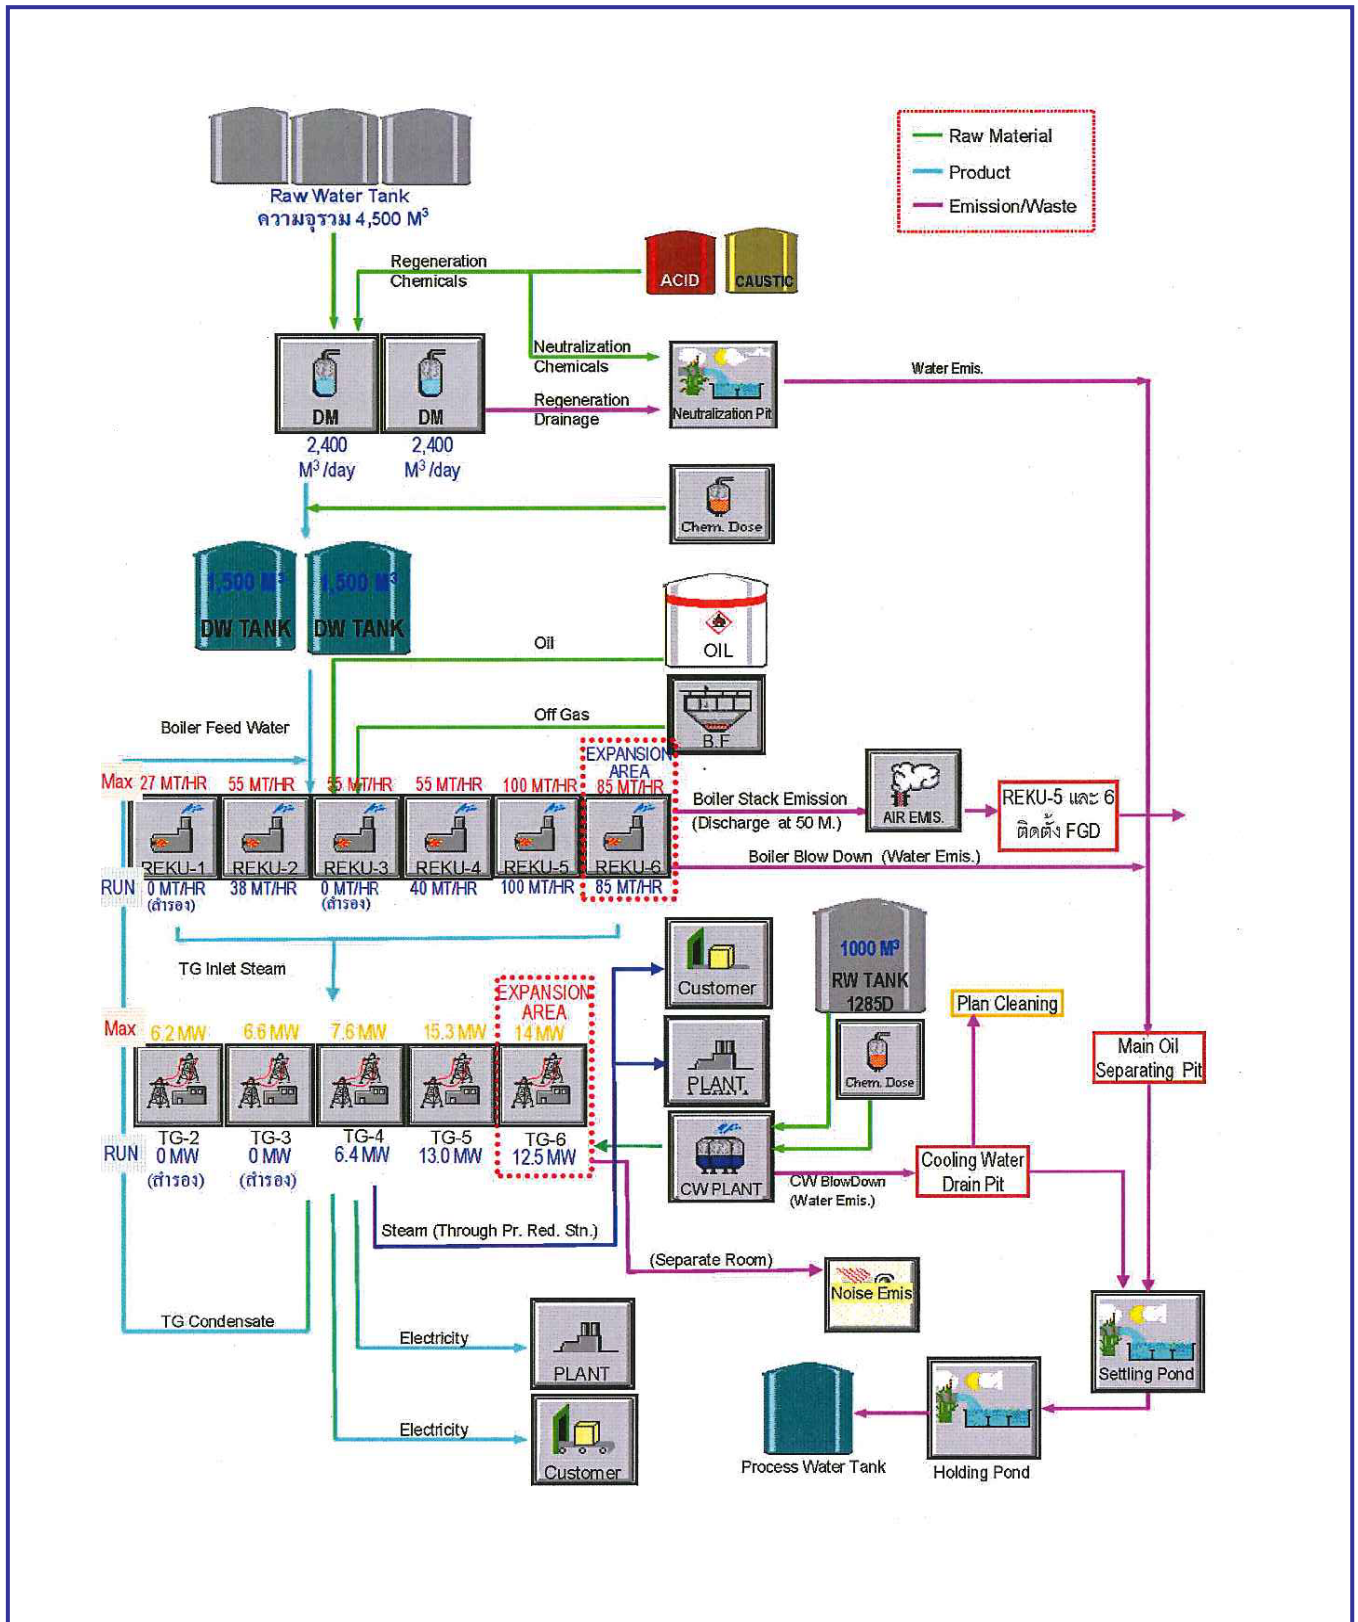 Raw Material
Product
Emission/Waste
Raw Water Tank
ความจุรวม 4,500 M³
ACID
CAUSTIC
Regeneration
Chemicals
Neutralization
Chemicals
Regeneration
Drainage
Neutralization Pit
Water Emis.
DM
DM
2,400
M³ /day
2,400
M³ /day
Chem. Dose
1,500 M³
1,500 M³
DW TANK
DW TANK
OIL
Oil
B.F
Off Gas
Boiler Feed Water
EXPANSION
AREA
Max
27 MT/HR
55 MT/HR
55 MT/HR
55 MT/HR
100 MT/HR
85 MT/HR
REKU-1
REKU-2
REKU-3
REKU-4
REKU-5
REKU-6
RUN
0 MT/HR
(สำรอง)
38 MT/HR
0 MT/HR
(สำรอง)
40 MT/HR
100 MT/HR
85 MT/HR
Boiler Stack Emission
(Discharge at 50 M.)
AIR EMIS.
REKU-5 และ 6
ติดตั้ง FGD
Boiler Blow Down (Water Emis.)
TG Inlet Steam
Customer
1000 M³
RW TANK
1285D
Plan Cleaning
EXPANSION
AREA
Max
6.2 MW
6.6 MW
7.6 MW
15.3 MW
14 MW
PLANT
Chem. Dose
Main Oil
Separating Pit
TG-2
TG-3
TG-4
TG-5
TG-6
RUN
0 MW
(สำรอง)
0 MW
(สำรอง)
6.4 MW
13.0 MW
12.5 MW
CW PLANT
CW BlowDown
(Water Emis.)
Cooling Water
Drain Pit
Steam (Through Pr. Red. Stn.)
(Separate Room)
Noise Emis
TG Condensate
Electricity
PLANT
Settling Pond
Electricity
Customer
Process Water Tank
Holding Pond